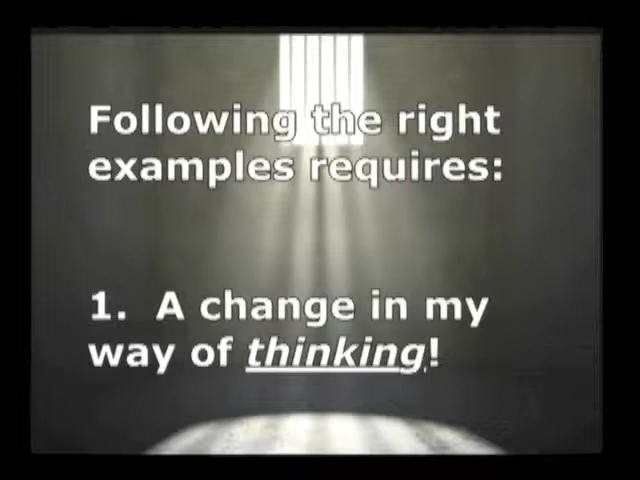 Following the right
examples requires:
1. A change in my
way of thinking!